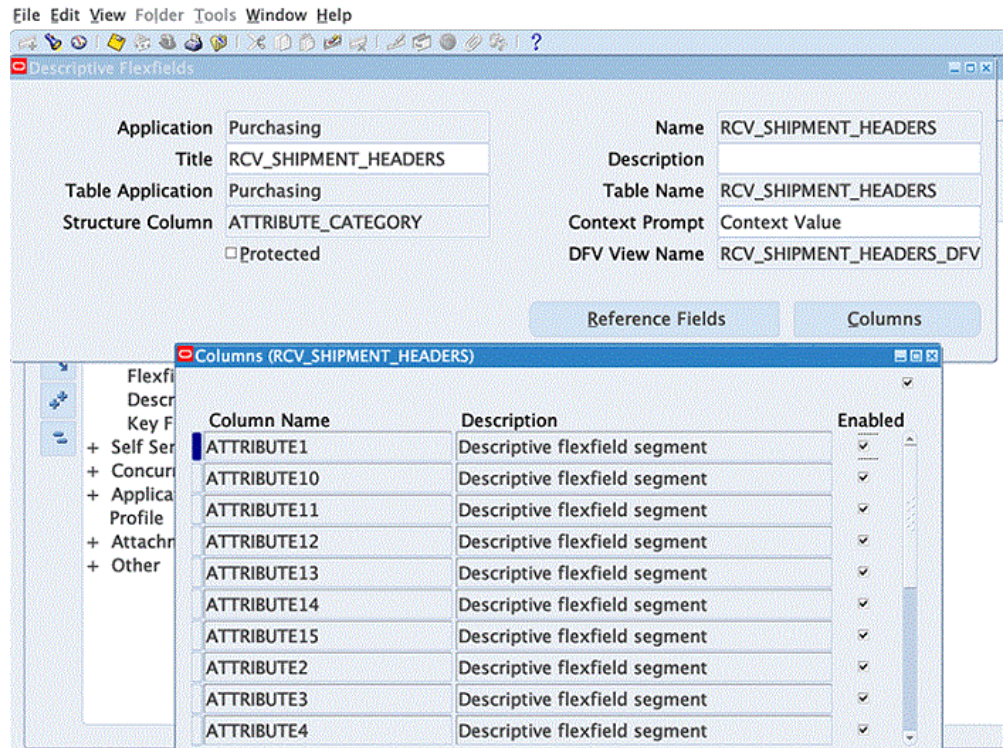 File Edit View Folder Tools Window Help
Descriptive Flexfields
Application Purchasing
Name RCV_SHIPMENT_HEADERS
Title RCV_SHIPMENT_HEADERS
Description
Table Application Purchasing
Table Name RCV_SHIPMENT_HEADERS
Structure Column ATTRIBUTE_CATEGORY
Context Prompt Context Value
Protected
DFV View Name RCV_SHIPMENT_HEADERS_DFV
Reference Fields Columns
Columns (RCV_SHIPMENT_HEADERS)
Flexfi
Descr
Key F
+ Self Ser
+ Concurr
+ Applica
Profile
+ Attachn
+ Other
Column Name Description Enabled
ATTRIBUTE1 Descriptive flexfield segment
ATTRIBUTE10 Descriptive flexfield segment
ATTRIBUTE11 Descriptive flexfield segment
ATTRIBUTE12 Descriptive flexfield segment
ATTRIBUTE13 Descriptive flexfield segment
ATTRIBUTE14 Descriptive flexfield segment
ATTRIBUTE15 Descriptive flexfield segment
ATTRIBUTE2 Descriptive flexfield segment
ATTRIBUTE3 Descriptive flexfield segment
ATTRIBUTE4 Descriptive flexfield segment